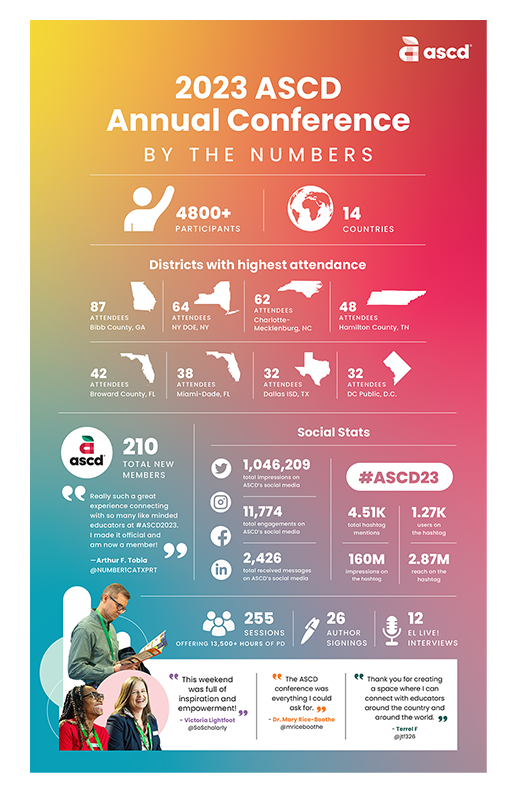 ascd
2023 ASCD
Annual Conference
BY THE NUMBERS
4800+
PARTICIPANTS
14
COUNTRIES
Districts with highest attendance
87
ATTENDEES
Bibb County, GA
64
ATTENDEES
NY DOE, NY
62
ATTENDEES
Charlotte-
Mecklenburg, NC
48
ATTENDEES
Hamilton County, TN
42
ATTENDEES
Broward County, FL
38
ATTENDEES
Miami-Dade, FL
32
ATTENDEES
Dallas ISD, TX
32
ATTENDEES
DC Public, D.C.
ascd
210
TOTAL NEW
MEMBERS
Really such a great
experience connecting
with so many like minded
educators at #ASCD2023.
I made it official and
am now a member!
—Arthur F. Tobia
@NUMBER1CATXPRT
Social Stats
1,046,209
total impressions on
ASCD's social media
11,774
total engagements on
ASCD's social media
2,426
total received messages
on ASCD's social media
#ASCD23
4.51K
total hashtag
mentions
1.27K
users on
the hashtag
160M
impressions on
the hashtag
2.87M
reach on the
hashtag
255
SESSIONS
OFFERING 13,500+ HOURS OF PD
26
AUTHOR
SIGNINGS
12
EL LIVE!
INTERVIEWS
"This weekend
was full of
inspiration and
empowerment!"
- Victoria Lightfoot
@SoScholarly
"The ASCD
conference was
everything I could
ask for."
- Dr. Mary Rice-Boothe
@mriceboothe
"Thank you for creating
a space where I can
connect with educators
around the country and
around the world."
- Terrel F
@jtf326